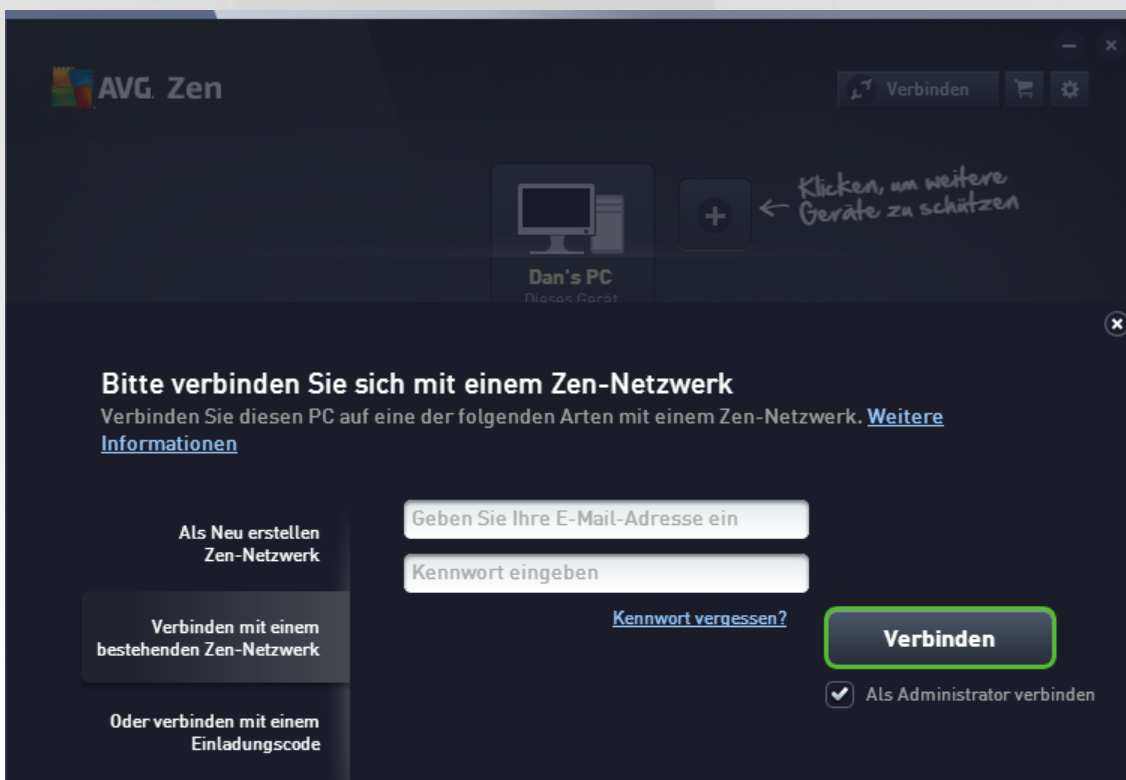 AVG. Zen
Verbinden
Klicken, um weitere
Geräte zu schützen
Dan's PC
Dieses Gerät
Bitte verbinden Sie sich mit einem Zen-Netzwerk
Verbinden Sie diesen PC auf eine der folgenden Arten mit einem Zen-Netzwerk. Weitere
Informationen
Als Neu erstellen
Zen-Netzwerk
Verbinden mit einem
bestehenden Zen-Netzwerk
Oder verbinden mit einem
Einladungscode
Geben Sie Ihre E-Mail-Adresse ein
Kennwort eingeben
Kennwort vergessen?
Verbinden
Als Administrator verbinden